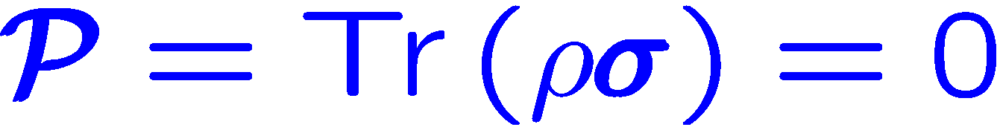 𝓟 = Tr (ρ𝝈) = 0